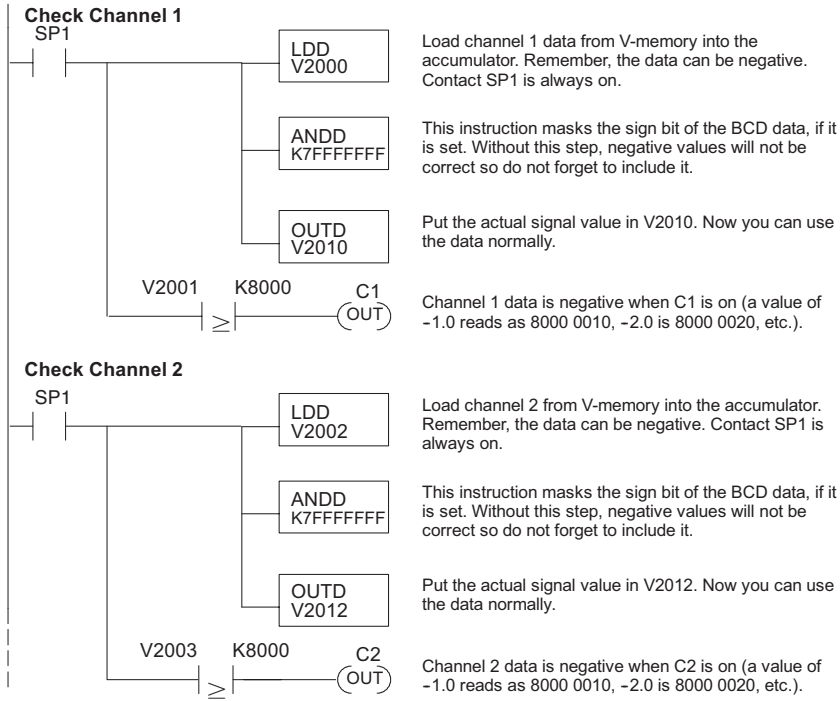 Check Channel 1
SP1
LDD
V2000
Load channel 1 data from V-memory into the
accumulator. Remember, the data can be negative.
Contact SP1 is always on.
ANDD
K7FFFFFFF
This instruction masks the sign bit of the BCD data, if it
is set. Without this step, negative values will not be
correct so do not forget to include it.
OUTD
V2010
Put the actual signal value in V2010. Now you can use
the data normally.
V2001 K8000 C1
≥ OUT
Channel 1 data is negative when C1 is on (a value of
--1.0 reads as 8000 0010, --2.0 is 8000 0020, etc.).
Check Channel 2
SP1
LDD
V2002
Load channel 2 from V-memory into the accumulator.
Remember, the data can be negative. Contact SP1 is
always on.
ANDD
K7FFFFFFF
This instruction masks the sign bit of the BCD data, if it
is set. Without this step, negative values will not be
correct so do not forget to include it.
OUTD
V2012
Put the actual signal value in V2012. Now you can use
the data normally.
V2003 K8000 C2
≥ OUT
Channel 2 data is negative when C2 is on (a value of
--1.0 reads as 8000 0010, --2.0 is 8000 0020, etc.).